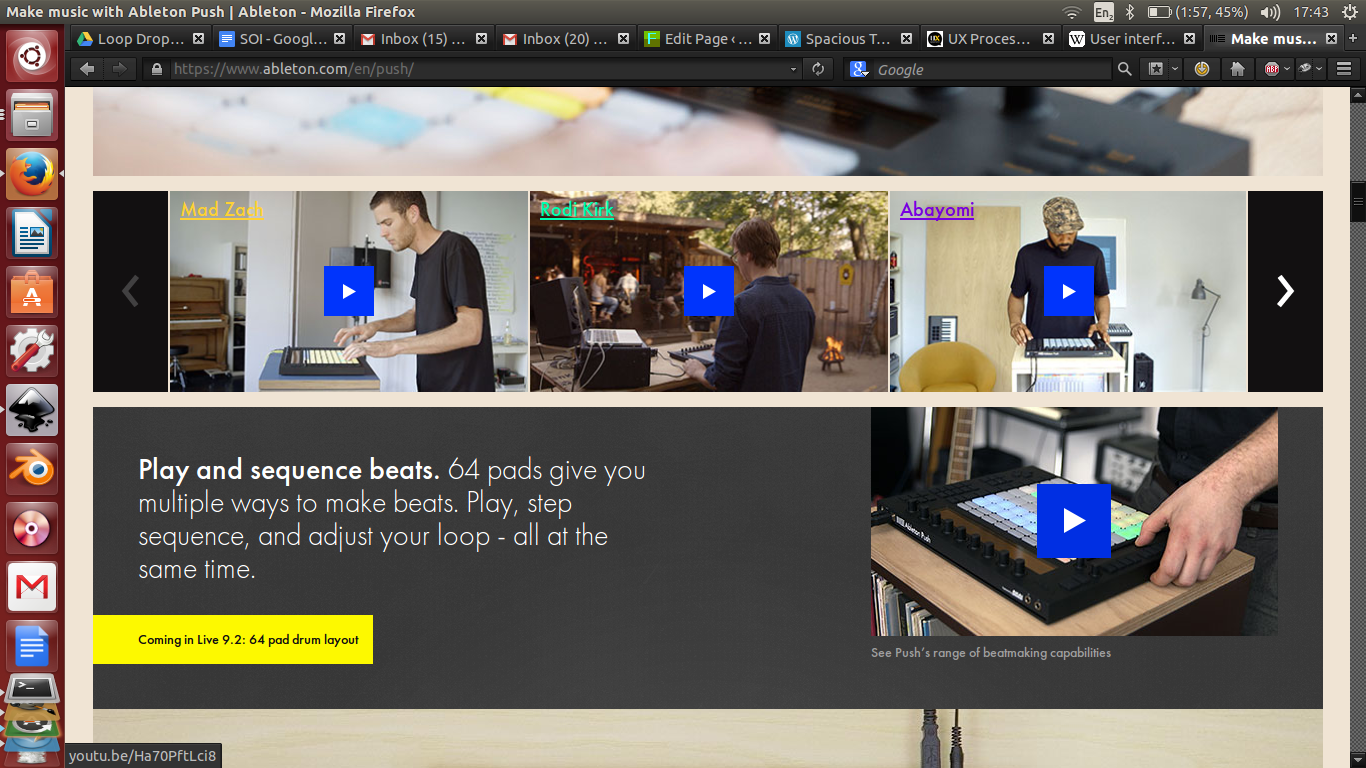 Make music with Ableton Push | Ableton - Mozilla Firefox
En2
(1:57, 45%)
17:43
Loop Drop…
SOI - Googl…
Inbox (15) …
Inbox (20) …
Edit Page ‹ …
Spacious T…
UX Proces…
User interf…
Make mus…
https://www.ableton.com/en/push/
Google
ABP
Mad Zach
Rodi Kirk
Abayomi
Play and sequence beats. 64 pads give you
multiple ways to make beats. Play, step
sequence, and adjust your loop - all at the
same time.
Coming in Live 9.2: 64 pad drum layout
Ableton Push
See Push's range of beatmaking capabilities
youtu.be/Ha70PftLci8